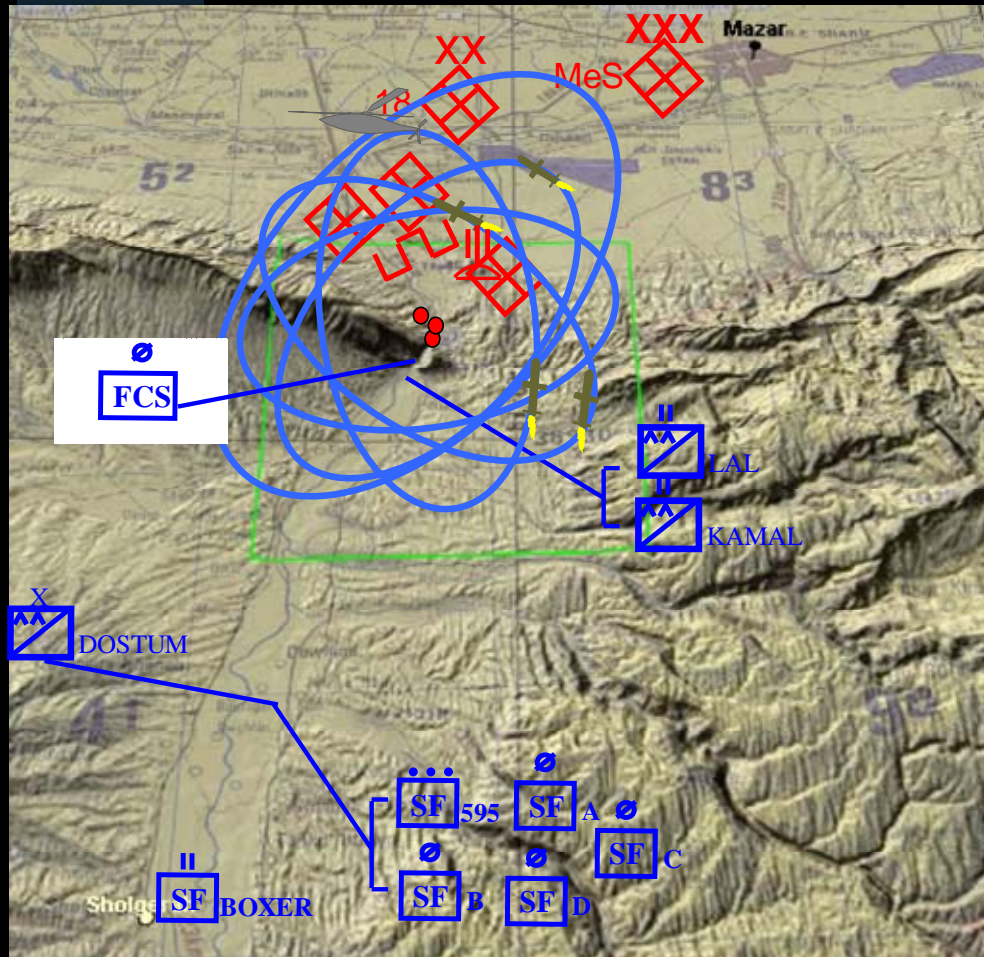 XX
XXX
Mazar
MeS
18
5²
8³
FCS
II
LAL
II
KAMAL
X
DOSTUM
4¹
SF 595
SF A
SF C
SF B
SF D
II
SF BOXER